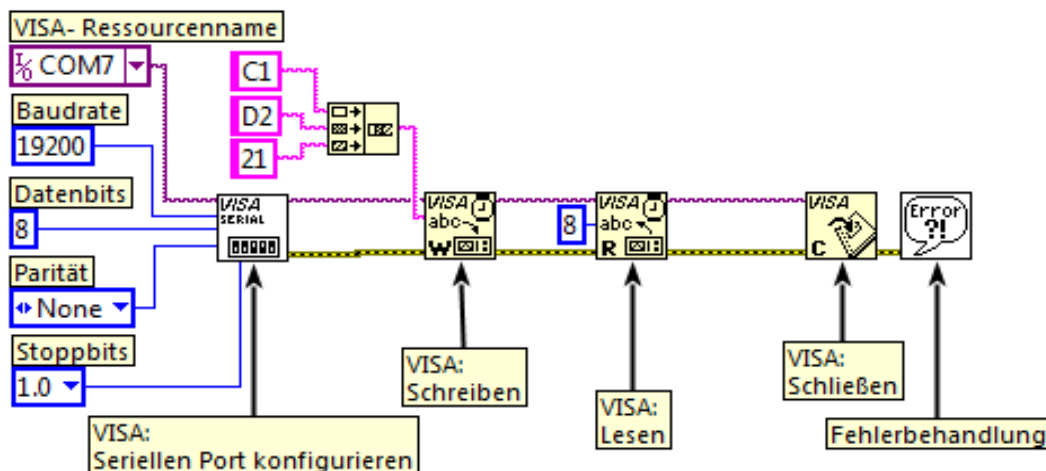 VISA- Ressourcenname
I/O COM7
Baudrate
19200
Datenbits
8
Parität
None
Stoppbits
1.0
C1
D2
21
VISA
SERIAL
VISA
abc
W
8
VISA
abc
R
VISA
C
Error
?!
VISA:
Seriellen Port konfigurieren
VISA:
Schreiben
VISA:
Lesen
VISA:
Schließen
Fehlerbehandlung